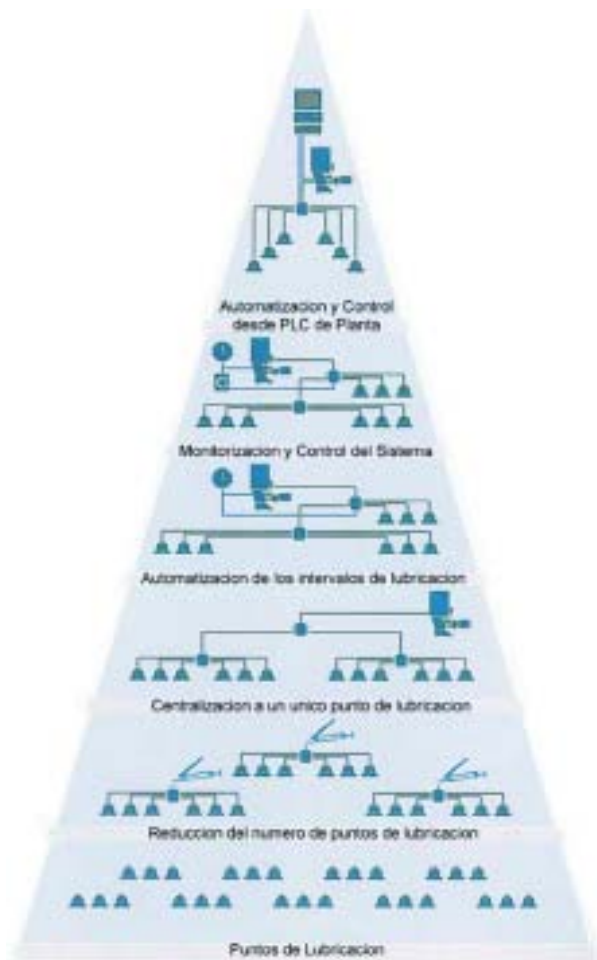 Automatizacion y Control
desde PLC de Planta
Monitorizacion y Control del Sistema
Automatizacion de los intervalos de lubricacion
Centralizacion a un unico punto de lubricacion
Reduccion del numero de puntos de lubricacion
Puntos de Lubricacion